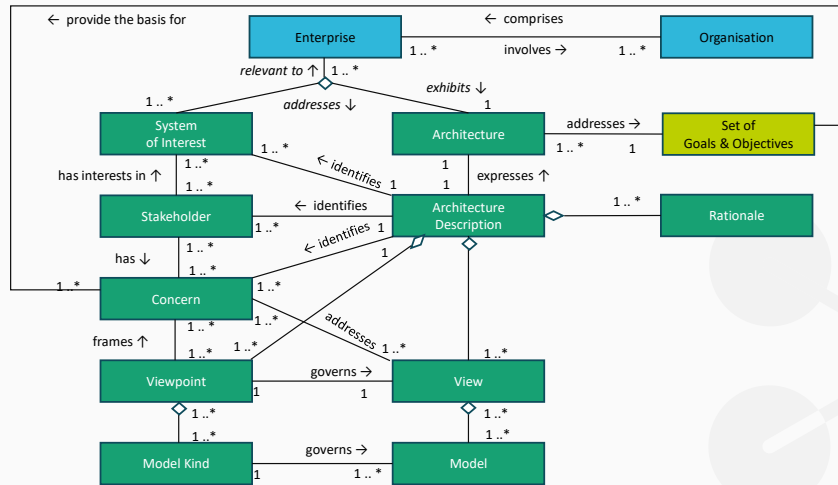 ← provide the basis for
← comprises
Enterprise
Organisation
1 .. *
involves →
1 .. *
relevant to ↑
1 .. *
1 .. *
addresses ↓
exhibits ↓
1
System
of Interest
Architecture
addresses →
Set of
Goals & Objectives
1 .. *
1
1 .. *
1 .. *
← identifies
1
has interests in ↑
1
1
expresses ↑
1 .. *
Stakeholder
← identifies
Architecture
Description
1 .. *
Rationale
1 .. *
1 .. *
← identifies
1
has ↓
1
1 .. *
1 .. *
1 ..*
Concern
1 .. *
1 .. *
addresses
frames ↑
1 .. *
1 ..*
1 .. *
1 ..*
Viewpoint
governs →
View
1
1
1 ..*
1 ..*
1 ..*
1 ..*
Model Kind
governs →
Model
1
1 .. *